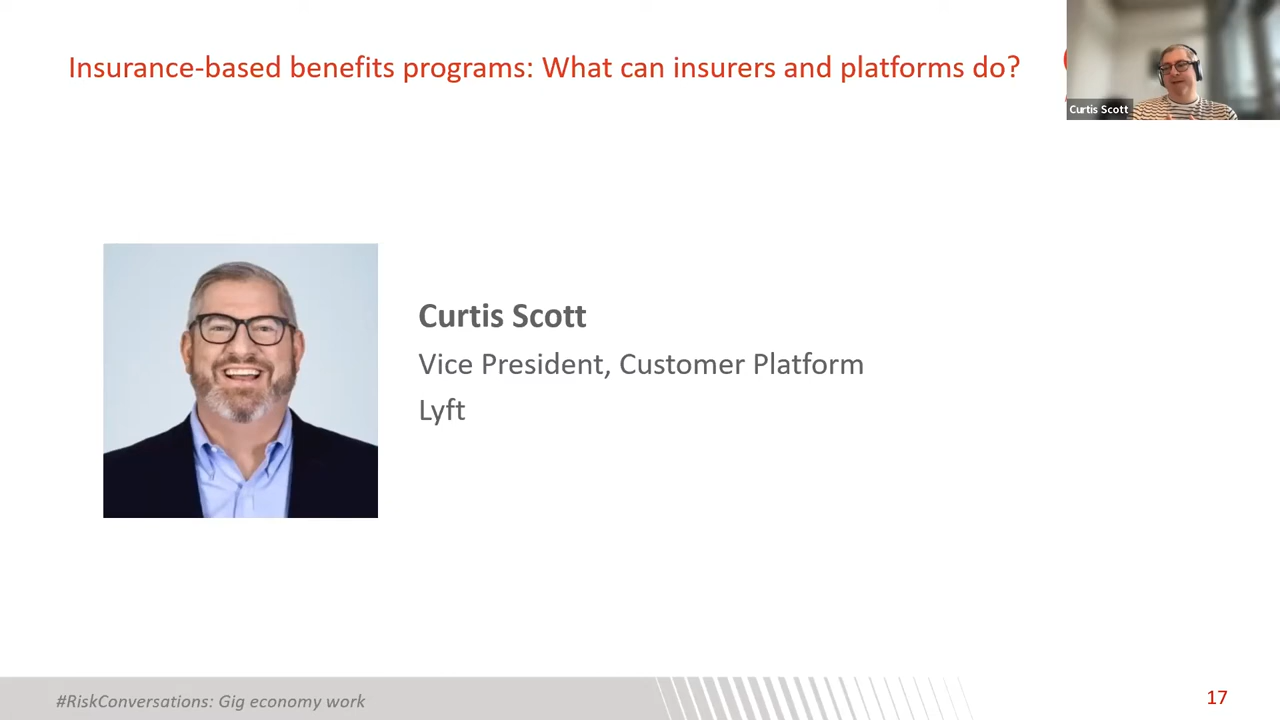 Insurance-based benefits programs: What can insurers and platforms do?
Curtis Scott
Curtis Scott
Vice President, Customer Platform
Lyft
#RiskConversations: Gig economy work
17